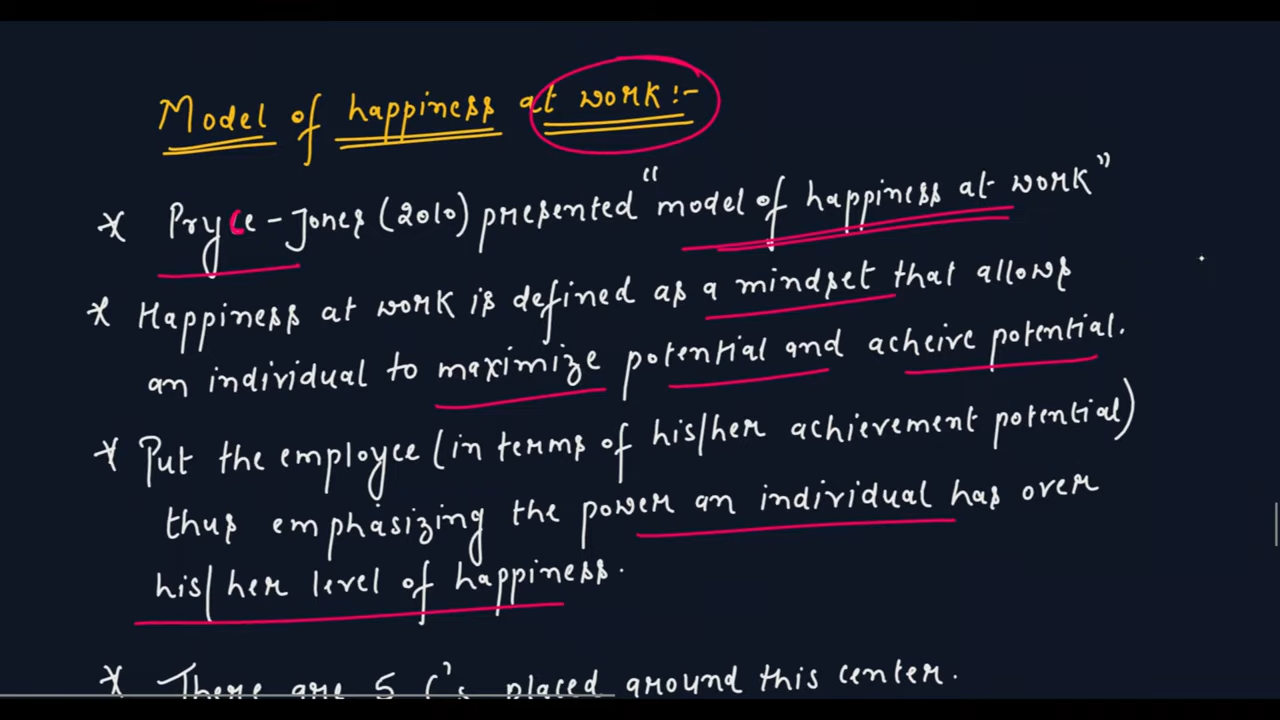 Model of happiness at work :-
* Pryce - Jones (2010) presented "model of happiness at work"
* Happiness at work is defined as a mindset that allows
an individual to maximize potential and acheive potential.
* Put the employee (in terms of his/her achievement potential)
thus emphasizing the power an individual has over
his/her level of happiness.
* There are 5 C's placed around this center.